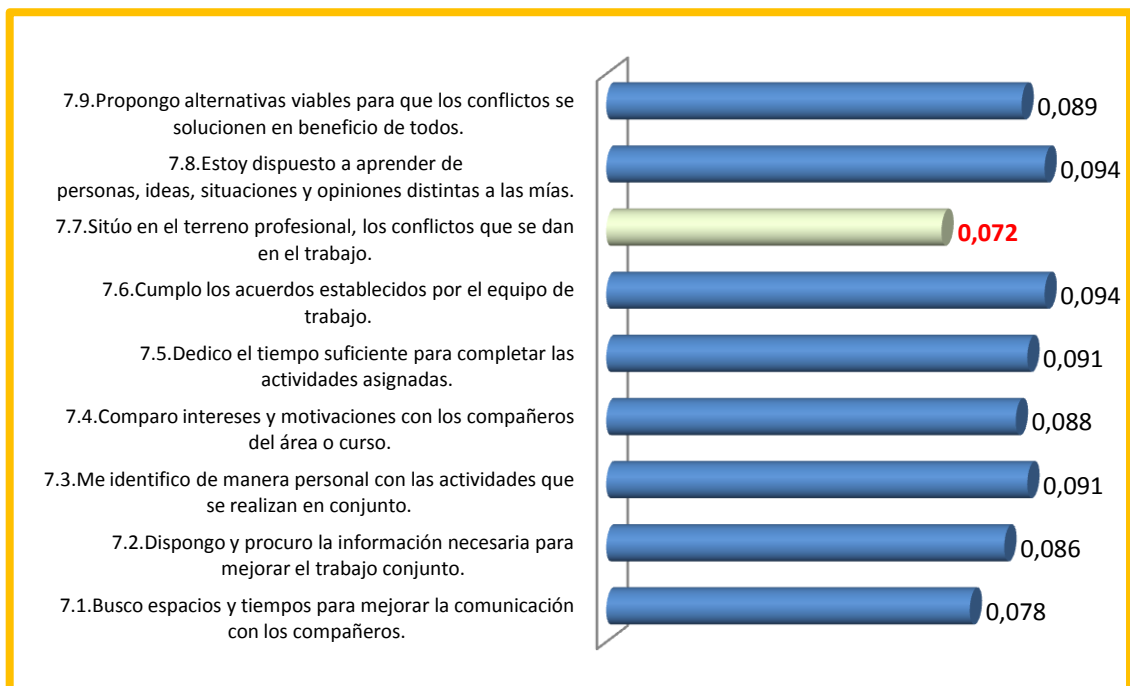 7.9.Propongo alternativas viables para que los conflictos se
solucionen en beneficio de todos.
0,089
7.8.Estoy dispuesto a aprender de
personas, ideas, situaciones y opiniones distintas a las mías.
0,094
7.7.Sitúo en el terreno profesional, los conflictos que se dan
en el trabajo.
0,072
7.6.Cumplo los acuerdos establecidos por el equipo de
trabajo.
0,094
7.5.Dedico el tiempo suficiente para completar las
actividades asignadas.
0,091
7.4.Comparo intereses y motivaciones con los compañeros
del área o curso.
0,088
7.3.Me identifico de manera personal con las actividades que
se realizan en conjunto.
0,091
7.2.Dispongo y procuro la información necesaria para
mejorar el trabajo conjunto.
0,086
7.1.Busco espacios y tiempos para mejorar la comunicación
con los compañeros.
0,078